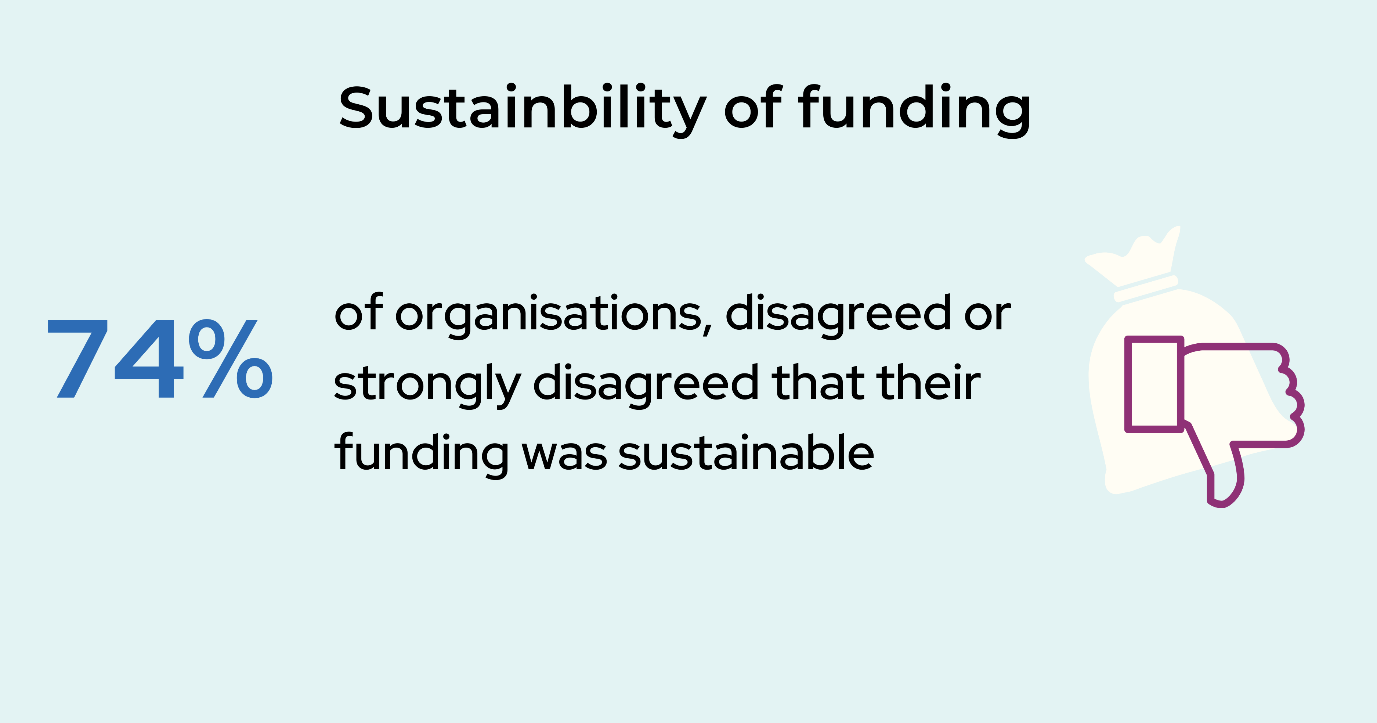 Sustainbility of funding
74%
of organisations, disagreed or
strongly disagreed that their
funding was sustainable